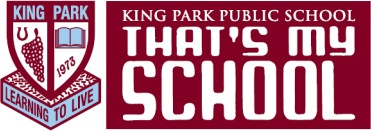 KING PARK
1973
LEARNING TO LIVE
KING PARK PUBLIC SCHOOL
THAT'S MY
SCHOOL